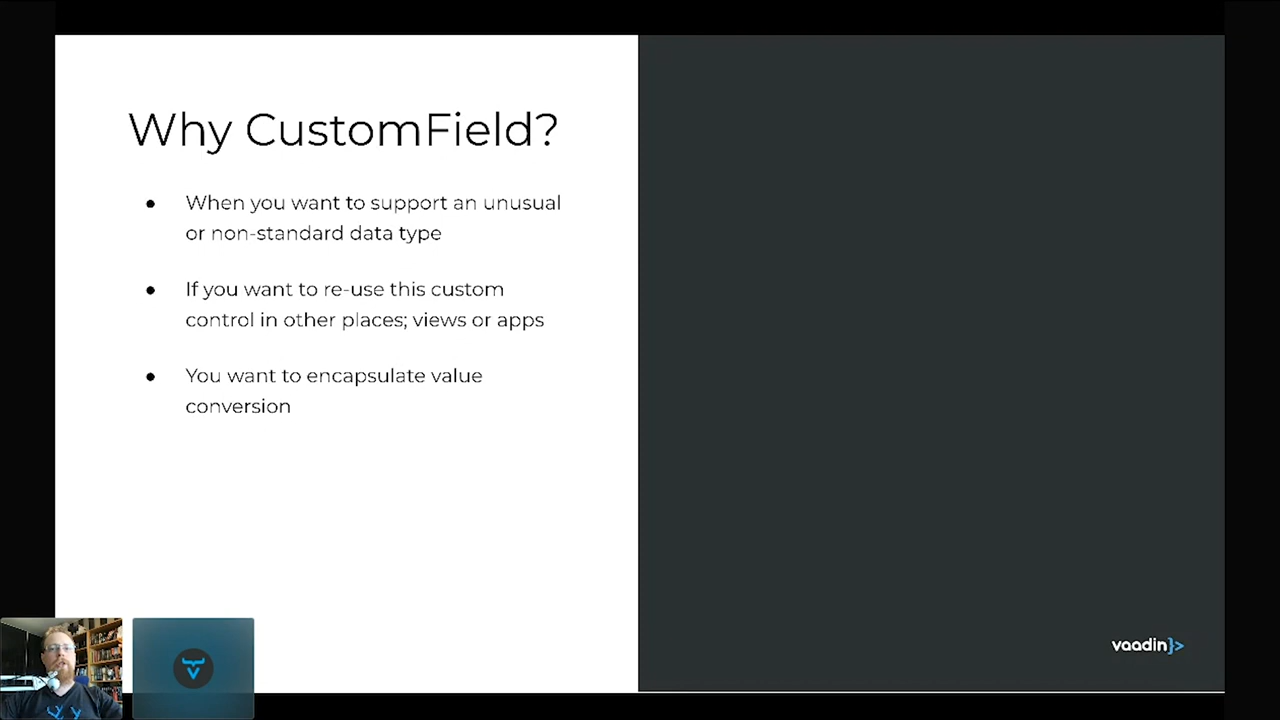 Why CustomField?
● When you want to support an unusual
or non-standard data type
● If you want to re-use this custom
control in other places; views or apps
● You want to encapsulate value
conversion
vaadin}>